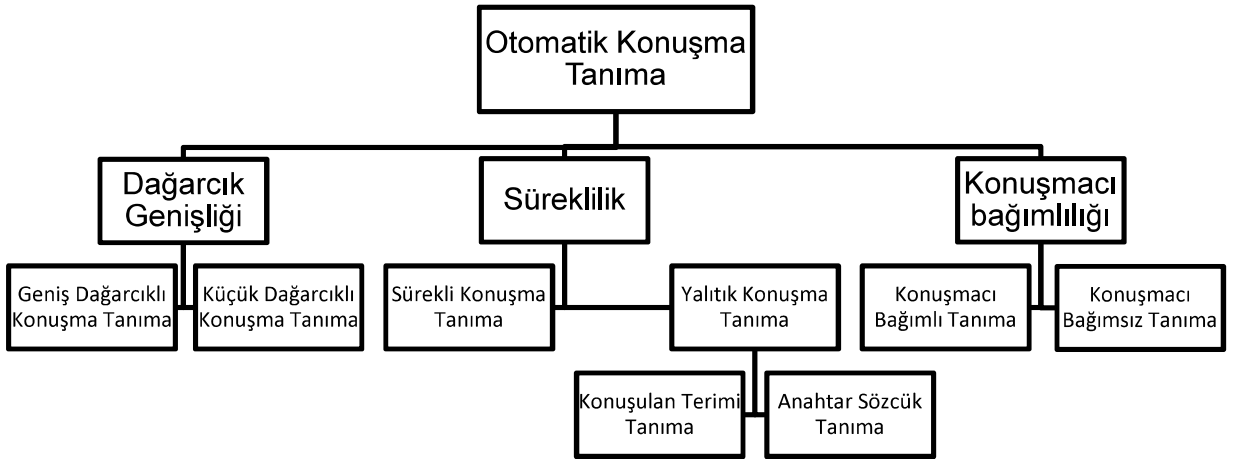 Otomatik Konuşma
Tanıma
Dağarcık
Genişliği
Süreklilik
Konuşmacı
bağımlılığı
Geniş Dağarcıklı
Konuşma Tanıma
Küçük Dağarcıklı
Konuşma Tanıma
Sürekli Konuşma
Tanıma
Yalıtık Konuşma
Tanıma
Konuşmacı
Bağımlı Tanıma
Konuşmacı
Bağımsız Tanıma
Konuşulan Terimi
Tanıma
Anahtar Sözcük
Tanıma